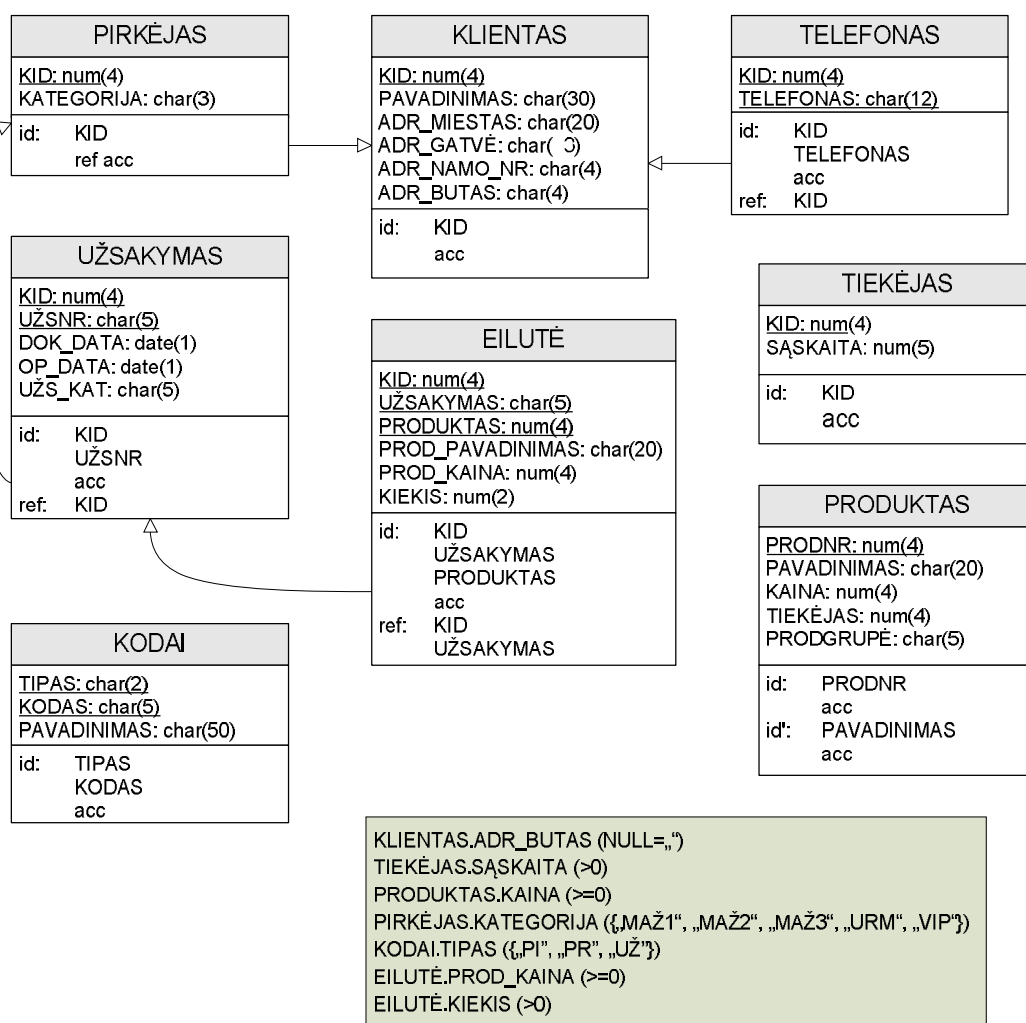 PIRKĖJAS
KID: num(4)
KATEGORIJA: char(3)
id: KID
ref acc
KLIENTAS
KID: num(4)
PAVADINIMAS: char(30)
ADR_MIESTAS: char(20)
ADR_GATVĖ: char(
ADR_NAMO_NR: char(4)
ADR_BUTAS: char(4)
id: KID
acc
TELEFONAS
KID: num(4)
TELEFONAS: char(12)
id: KID
TELEFONAS
acc
ref: KID
UŽSAKYMAS
KID: num(4)
UŽSNR: char(5)
DOK_DATA: date(1)
OP_DATA: date(1)
UŽS_KAT: char(5)
id: KID
UŽSNR
acc
ref: KID
EILUTĖ
KID: num(4)
UŽSAKYMAS: char(5)
PRODUKTAS: num(4)
PROD_PAVADINIMAS: char(20)
PROD_KAINA: num(4)
KIEKIS: num(2)
id: KID
UŽSAKYMAS
PRODUKTAS
acc
ref: KID
UŽSAKYMAS
TIEKĖJAS
KID: num(4)
SĄSKAITA: num(5)
id: KID
acc
PRODUKTAS
PRODNR: num(4)
PAVADINIMAS: char(20)
KAINA: num(4)
TIEKĖJAS: num(4)
PRODGRUPĖ: char(5)
id: PRODNR
acc
id': PAVADINIMAS
acc
KODAI
TIPAS: char(2)
KODAS: char(5)
PAVADINIMAS: char(50)
id: TIPAS
KODAS
acc
KLIENTAS.ADR_BUTAS (NULL=„“)
TIEKĖJAS.SĄSKAITA (>0)
PRODUKTAS.KAINA (>=0)
PIRKĖJAS.KATEGORIJA ({„MAŽ1“, „MAŽ2“, „MAŽ3“, „URM“, „VIP“})
KODAI.TIPAS ({„PI”, „PR”, „UŽ”})
EILUTĖ.PROD_KAINA (>=0)
EILUTĖ.KIEKIS (>0)